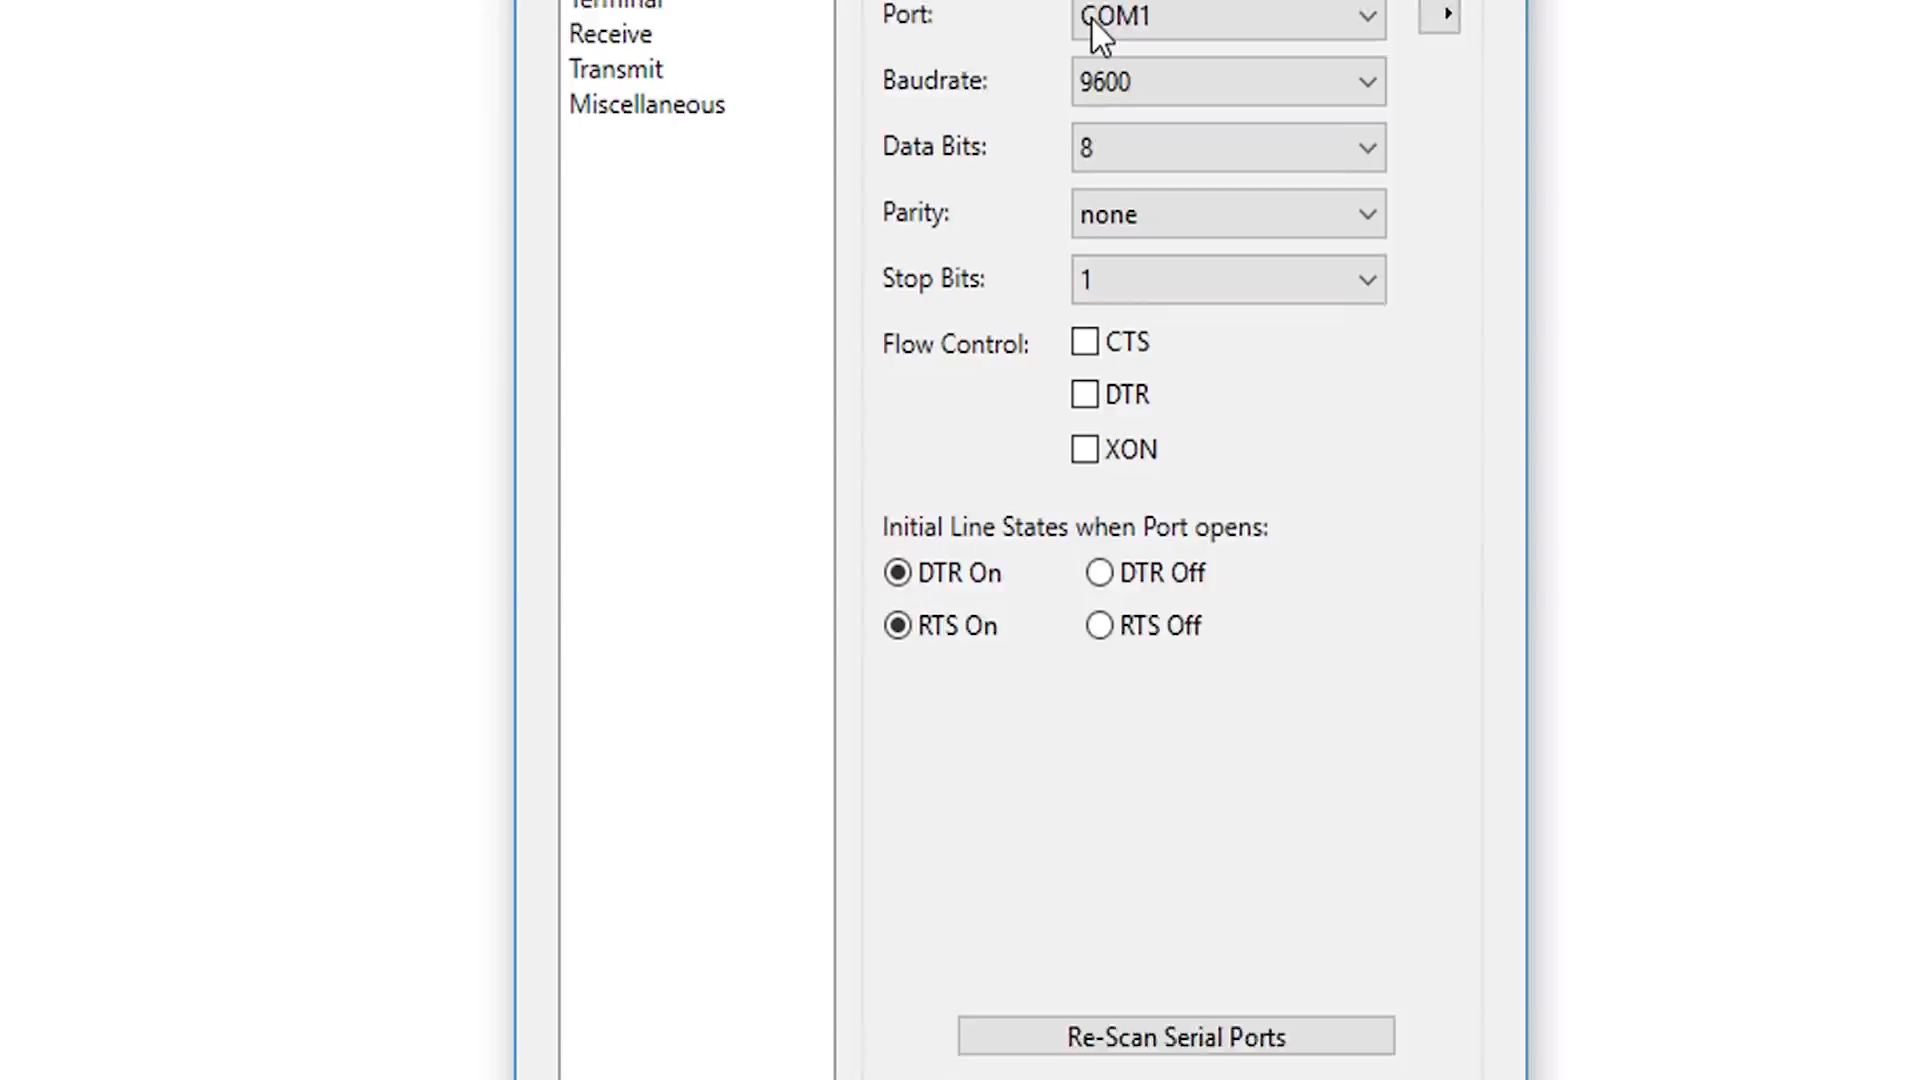 Terminal
Receive
Transmit
Miscellaneous
Port: COM1
Baudrate: 9600
Data Bits: 8
Parity: none
Stop Bits: 1
Flow Control: CTS
DTR
XON
Initial Line States when Port opens:
DTR On DTR Off
RTS On RTS Off
Re-Scan Serial Ports